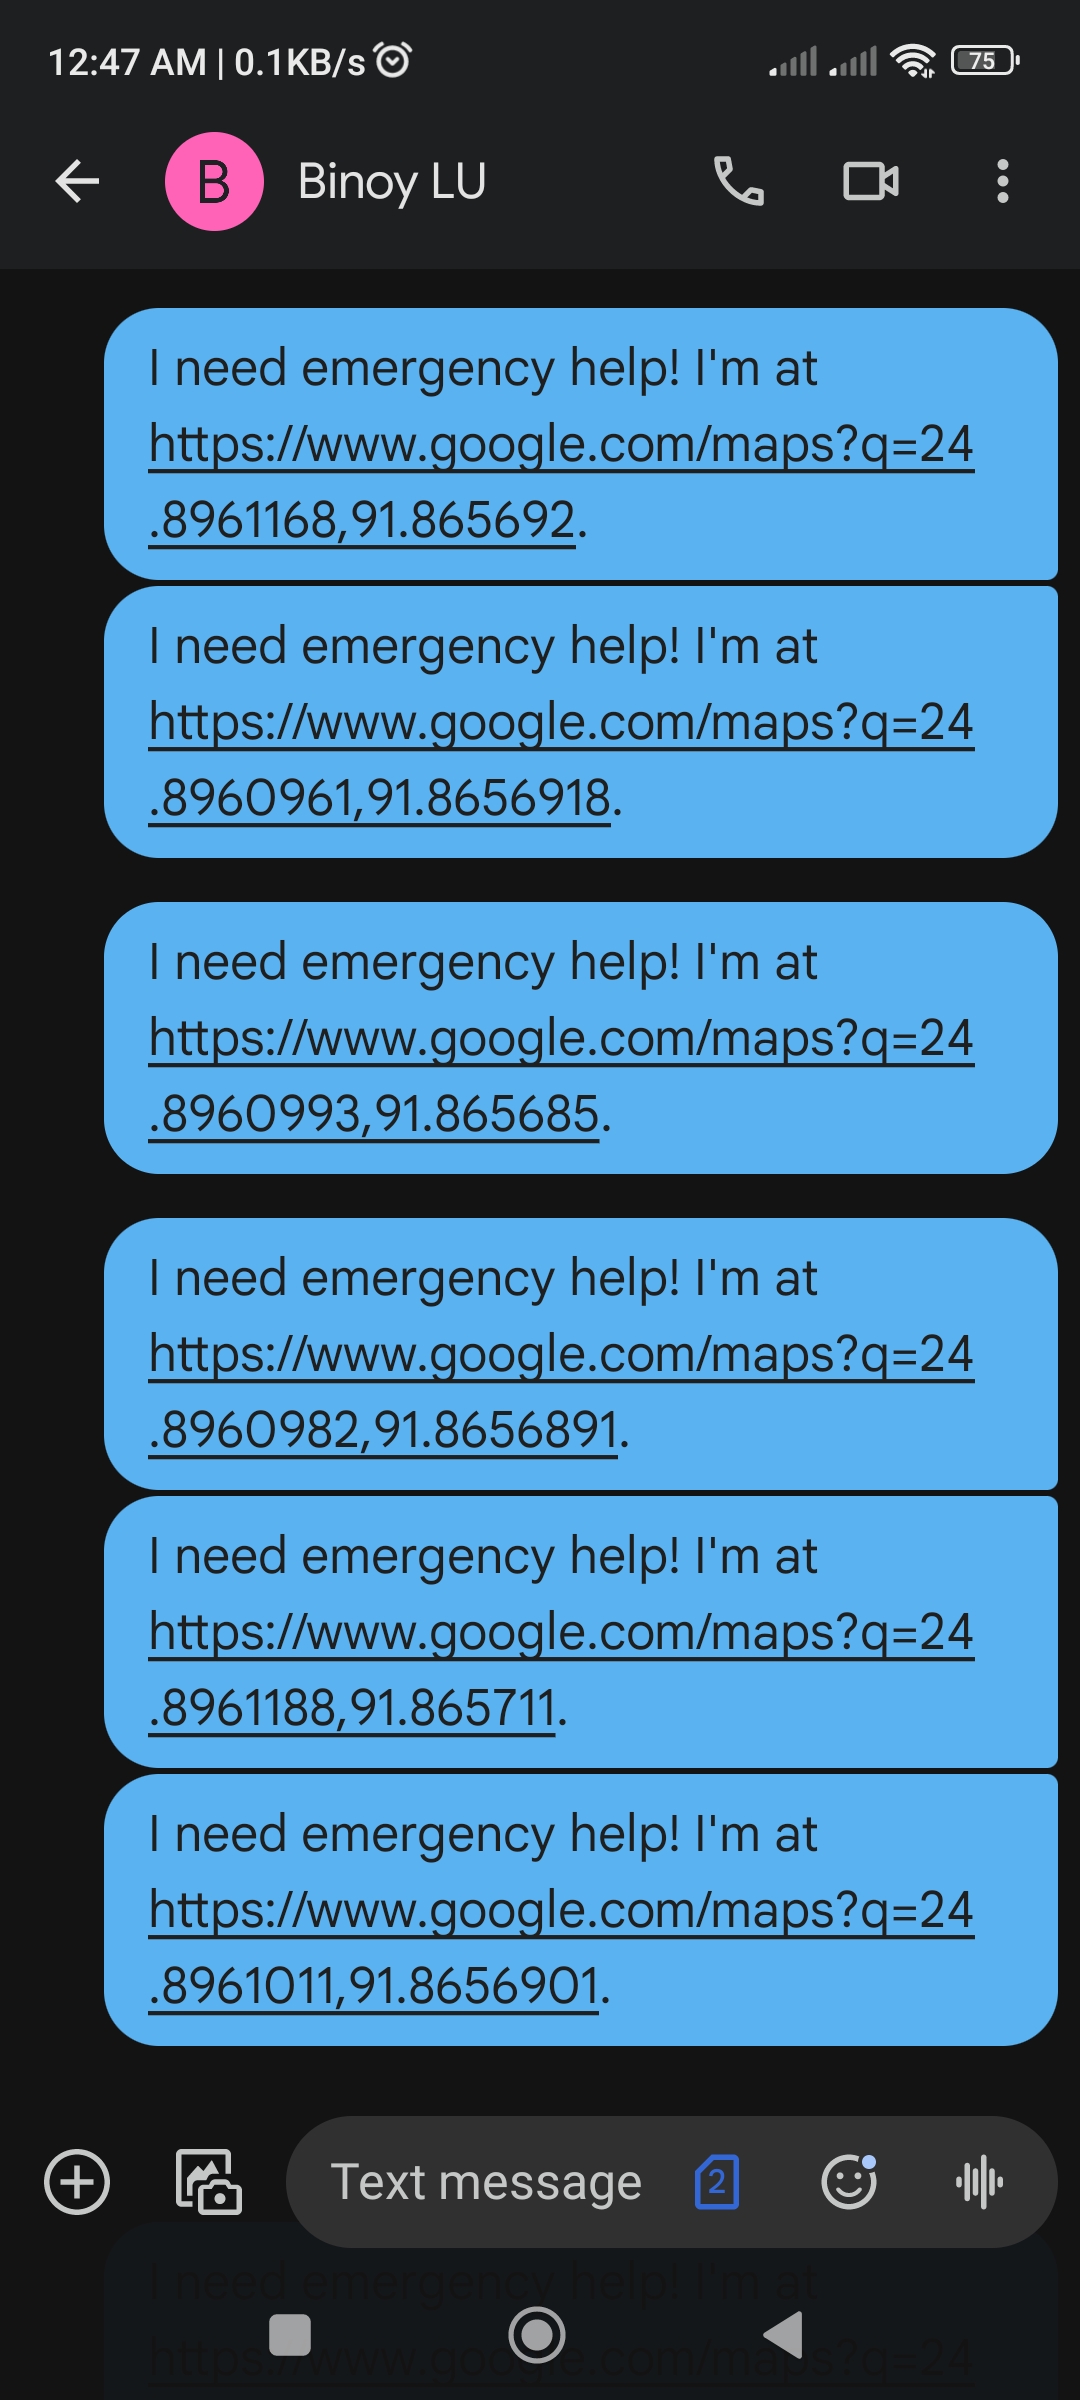 12:47 AM | 0.1KB/s
75
B
Binoy LU
I need emergency help! I'm at
https://www.google.com/maps?q=24
.8961168,91.865692.
I need emergency help! I'm at
https://www.google.com/maps?q=24
.8960961,91.8656918.
I need emergency help! I'm at
https://www.google.com/maps?q=24
.8960993,91.865685.
I need emergency help! I'm at
https://www.google.com/maps?q=24
.8960982,91.8656891.
I need emergency help! I'm at
https://www.google.com/maps?q=24
.8961188,91.865711.
I need emergency help! I'm at
https://www.google.com/maps?q=24
.8961011,91.8656901.
Text message
2
I need emergency help! I'm at
https://www.google.com/maps?q=24